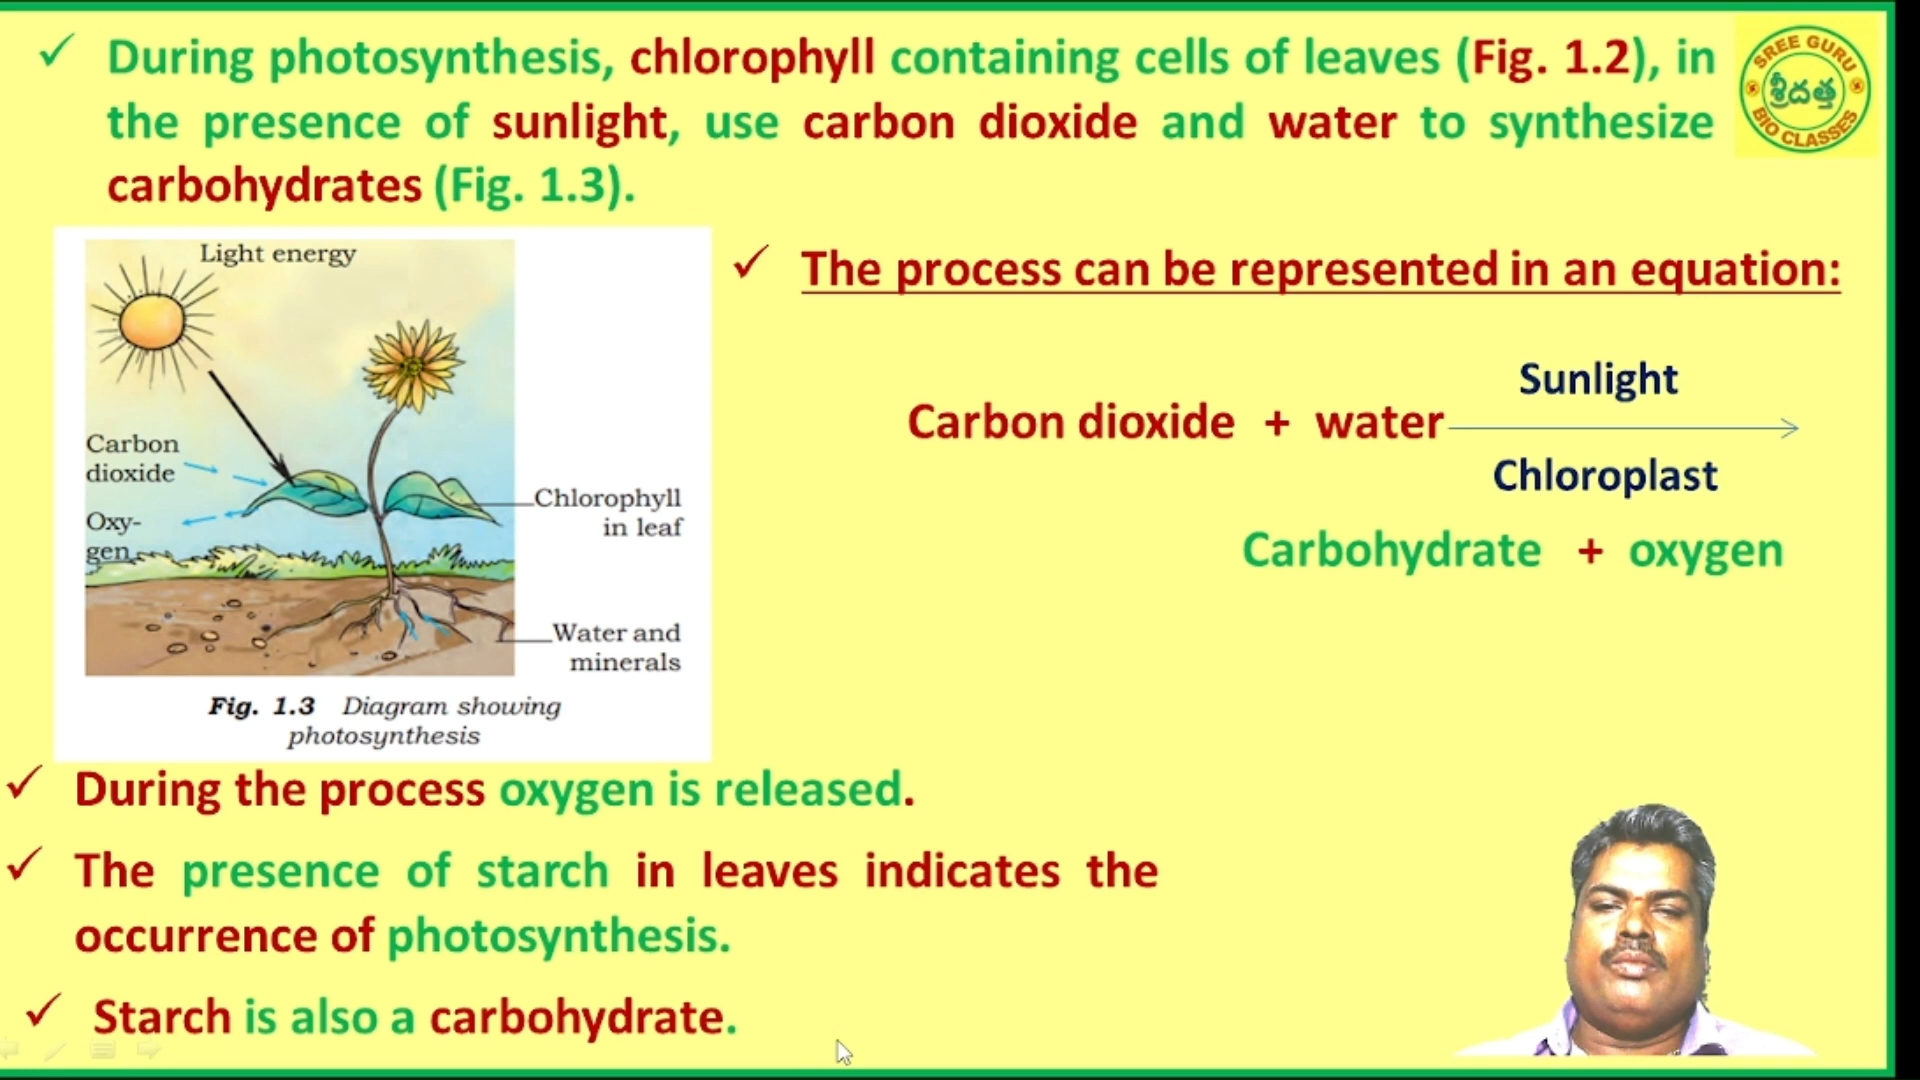 During photosynthesis, chlorophyll containing cells of leaves (Fig. 1.2), in
the presence of sunlight, use carbon dioxide and water to synthesize
carbohydrates (Fig. 1.3).
SREE GURU
శ్రీదత్త
BIO CLASSES
Light energy
Carbon
dioxide
Oxy-
gen
Chlorophyll
in leaf
Water and
minerals
Fig. 1.3 Diagram showing
photosynthesis
The process can be represented in an equation:
Sunlight
Carbon dioxide + water
Chloroplast
Carbohydrate + oxygen
During the process oxygen is released.
The presence of starch in leaves indicates the
occurrence of photosynthesis.
Starch is also a carbohydrate.